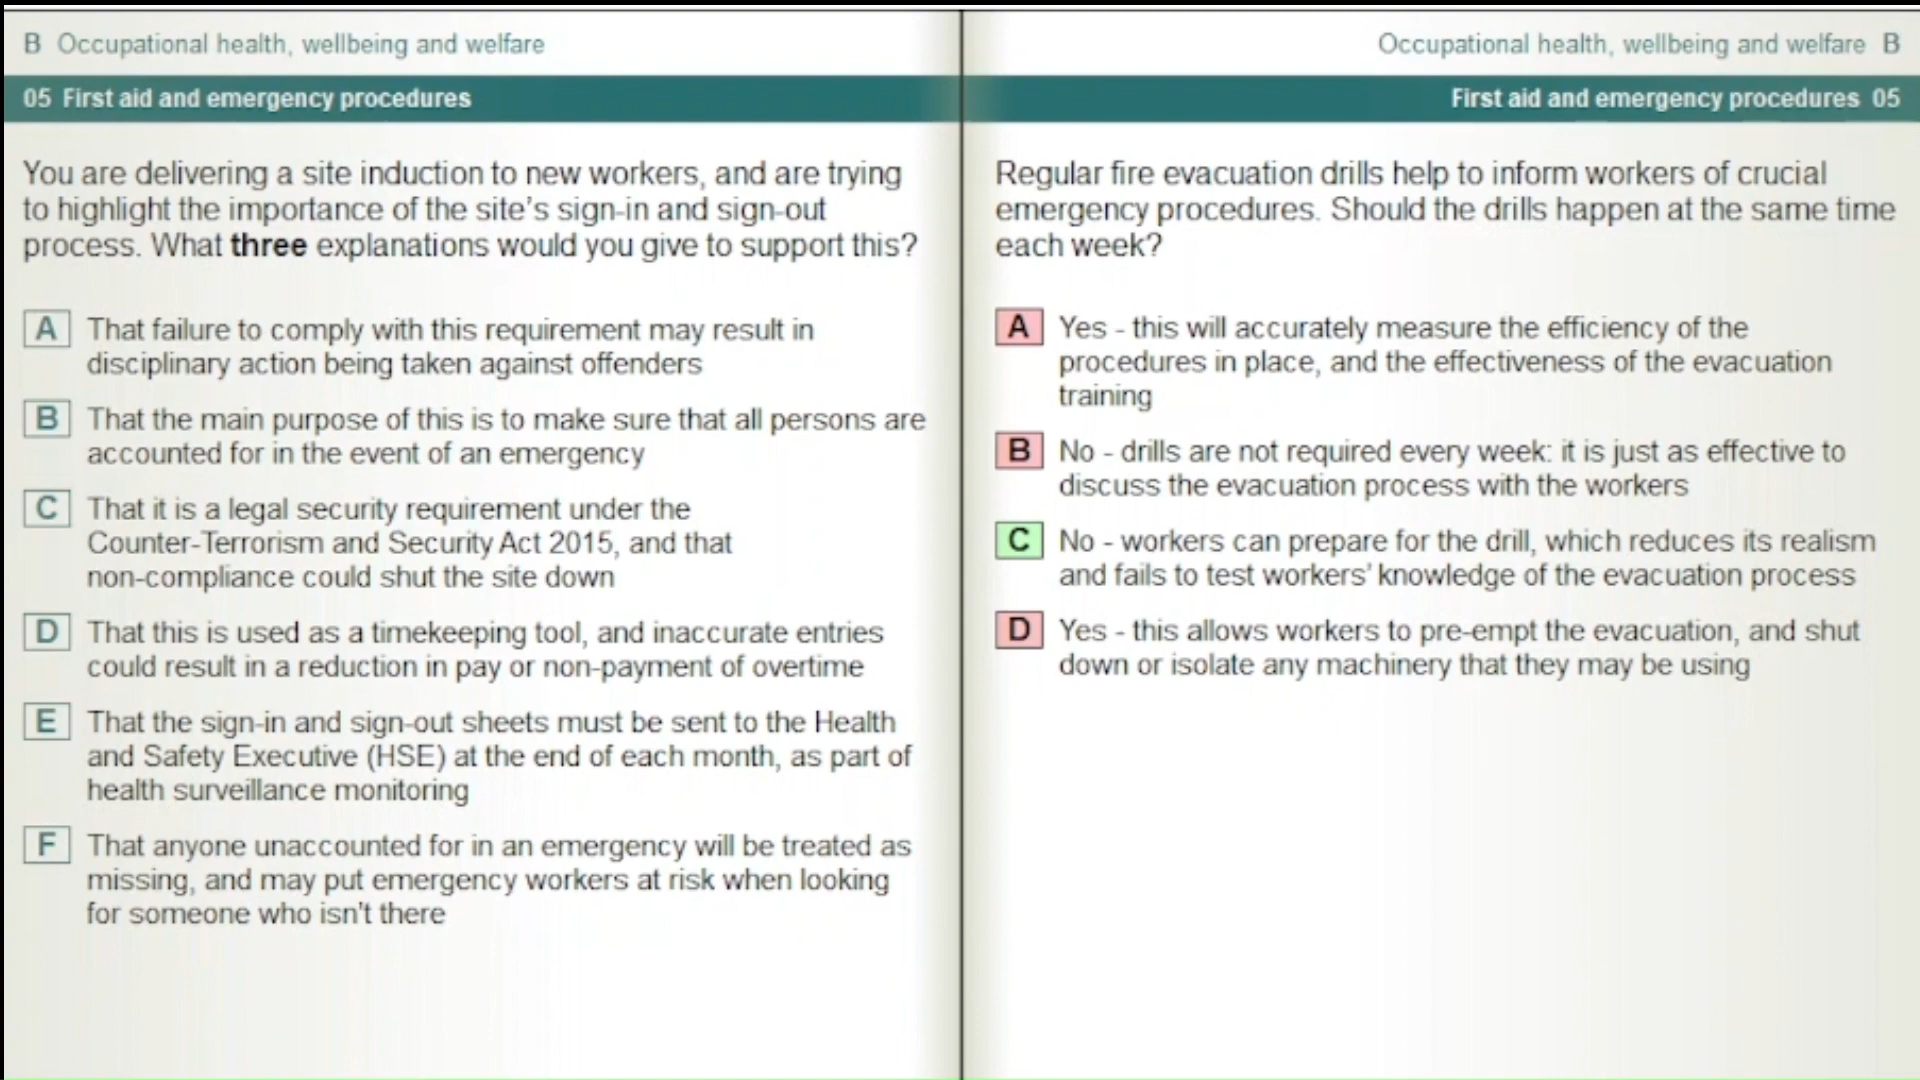 B Occupational health, wellbeing and welfare
05 First aid and emergency procedures
You are delivering a site induction to new workers, and are trying
to highlight the importance of the site's sign-in and sign-out
process. What three explanations would you give to support this?
A That failure to comply with this requirement may result in
disciplinary action being taken against offenders
B That the main purpose of this is to make sure that all persons are
accounted for in the event of an emergency
C That it is a legal security requirement under the
Counter-Terrorism and Security Act 2015, and that
non-compliance could shut the site down
D That this is used as a timekeeping tool, and inaccurate entries
could result in a reduction in pay or non-payment of overtime
E That the sign-in and sign-out sheets must be sent to the Health
and Safety Executive (HSE) at the end of each month, as part of
health surveillance monitoring
F That anyone unaccounted for in an emergency will be treated as
missing, and may put emergency workers at risk when looking
for someone who isn't there
Occupational health, wellbeing and welfare B
First aid and emergency procedures 05
Regular fire evacuation drills help to inform workers of crucial
emergency procedures. Should the drills happen at the same time
each week?
A Yes - this will accurately measure the efficiency of the
procedures in place, and the effectiveness of the evacuation
training
B No - drills are not required every week: it is just as effective to
discuss the evacuation process with the workers
C No - workers can prepare for the drill, which reduces its realism
and fails to test workers' knowledge of the evacuation process
D Yes - this allows workers to pre-empt the evacuation, and shut
down or isolate any machinery that they may be using